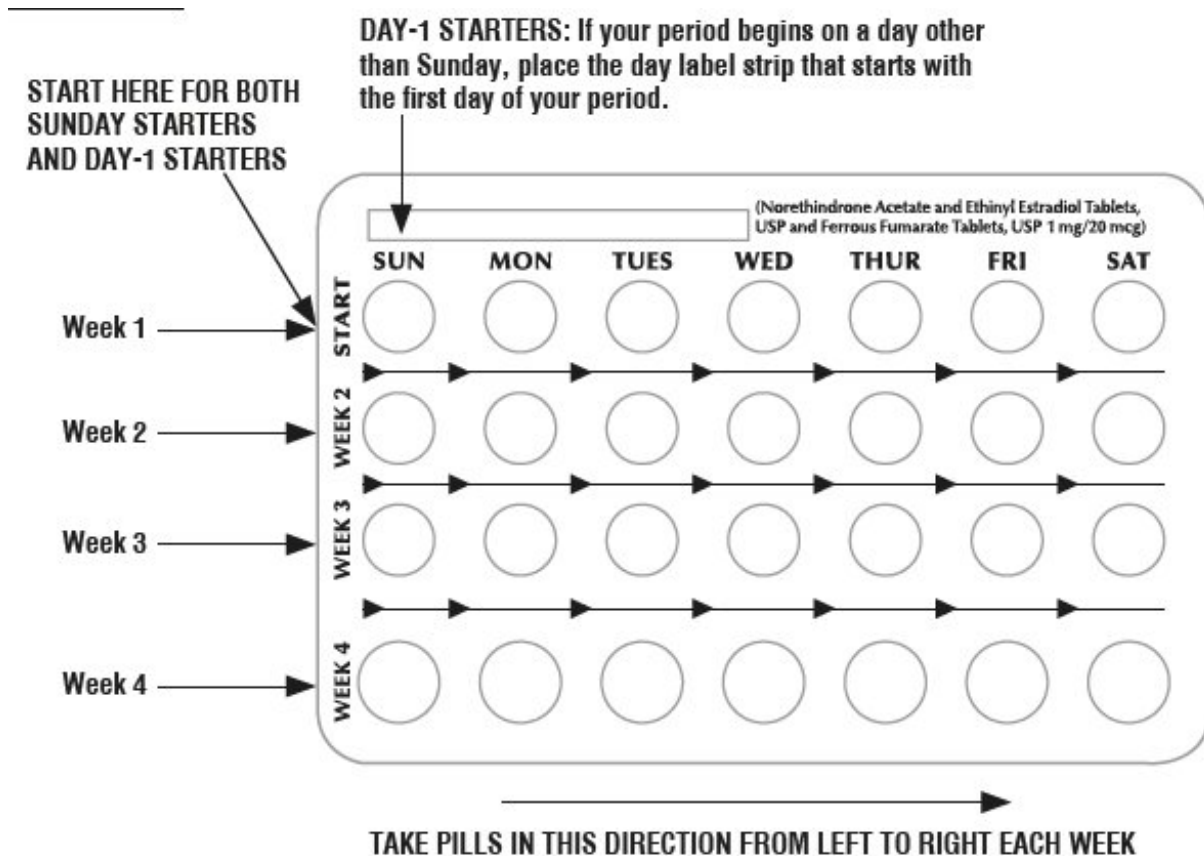 DAY-1 STARTERS: If your period begins on a day other
than Sunday, place the day label strip that starts with
the first day of your period.
START HERE FOR BOTH
SUNDAY STARTERS
AND DAY-1 STARTERS
(Norethindrone Acetate and Ethinyl Estradiol Tablets,
USP and Ferrous Fumarate Tablets, USP 1 mg/20 mcg)
SUN MON TUES WED THUR FRI SAT
Week 1
START
Week 2
WEEK 2
Week 3
WEEK 3
Week 4
WEEK 4
TAKE PILLS IN THIS DIRECTION FROM LEFT TO RIGHT EACH WEEK